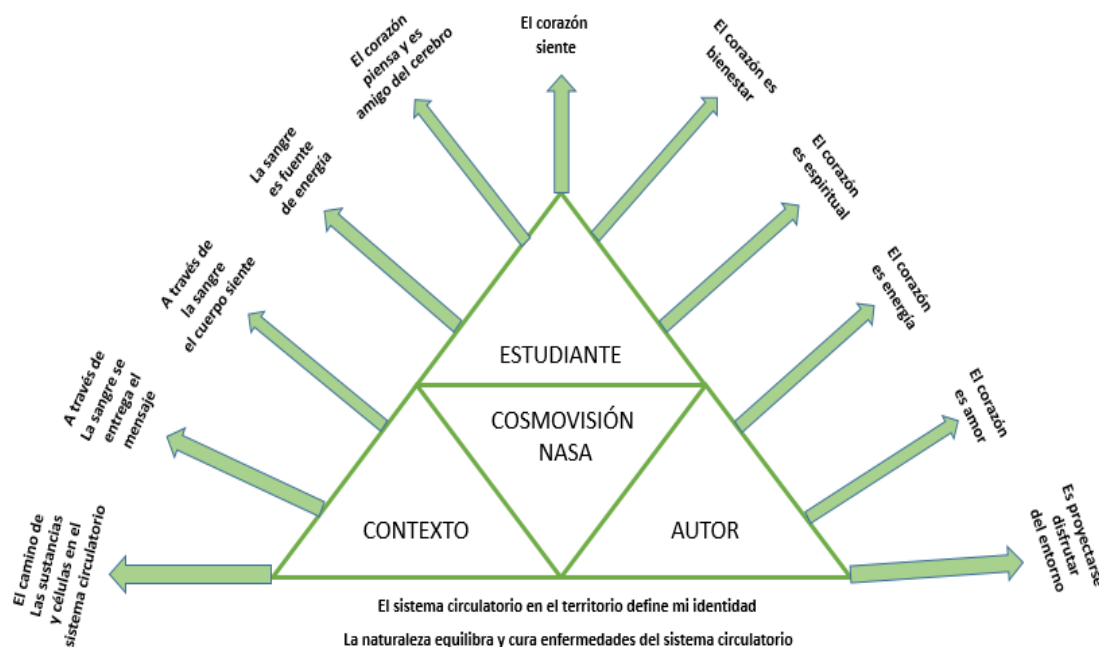 El corazón
siente
El corazón
piensa y es
amigo del cerebro
El corazón es
bienestar
La sangre
es fuente
de energía
El corazón
es espiritual
A través de
la sangre
el cuerpo siente
El corazón
es energía
A través de
La sangre se
entrega el
mensaje
El corazón
es amor
El camino de
Las sustancias
y células en el
sistema circulatorio
Es proyectarse
disfrutar
del entorno
ESTUDIANTE
COSMOVISIÓN
NASA
CONTEXTO
AUTOR
El sistema circulatorio en el territorio define mi identidad
La naturaleza equilibra y cura enfermedades del sistema circulatorio